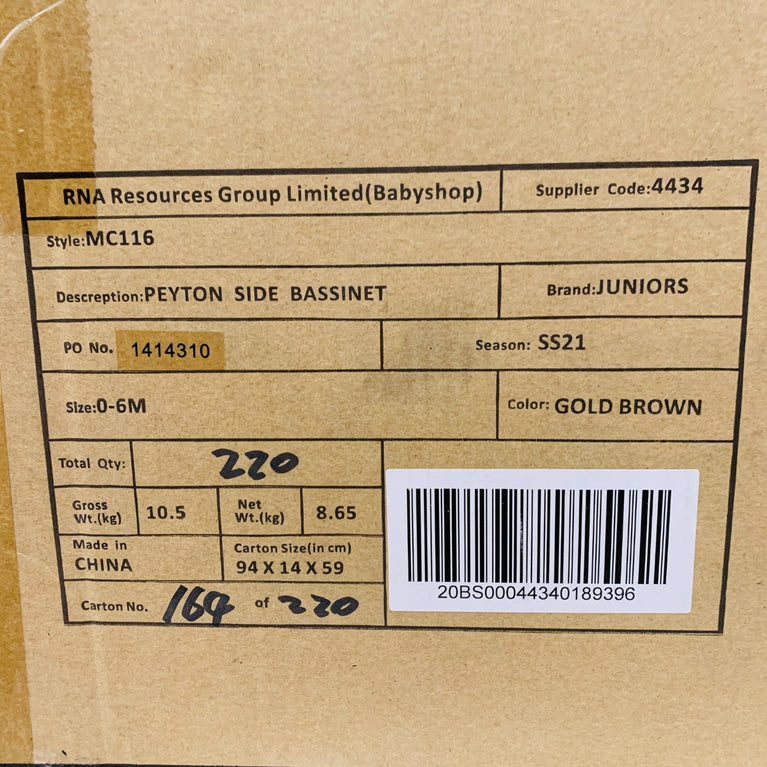 RNA Resources Group Limited(Babyshop) Supplier Code:4434
Style:MC116
Descreption:PEYTON SIDE BASSINET Brand:JUNIORS
PO No. 1414310 Season: SS21
Size:0-6M Color: GOLD BROWN
Total Qty: 220
Gross Wt.(kg) 10.5 Net Wt.(kg) 8.65
Made in CHINA Carton Size(in cm) 94 X 14 X 59
Carton No. 164 of 220
20BS00044340189396